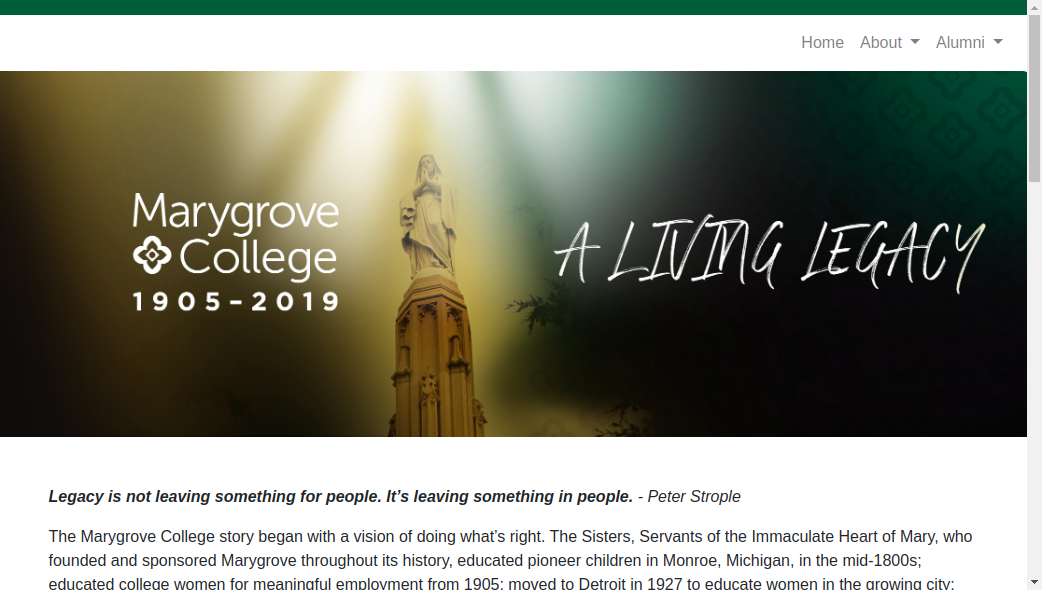 Home About Alumni
Marygrove
College
1905-2019
A LIVING LEGACY
Legacy is not leaving something for people. It’s leaving something in people. - Peter Strople
The Marygrove College story began with a vision of doing what’s right. The Sisters, Servants of the Immaculate Heart of Mary, who
founded and sponsored Marygrove throughout its history, educated pioneer children in Monroe, Michigan, in the mid-1800s;
educated college women for meaningful employment from 1905; moved to Detroit in 1927 to educate women in the growing city;